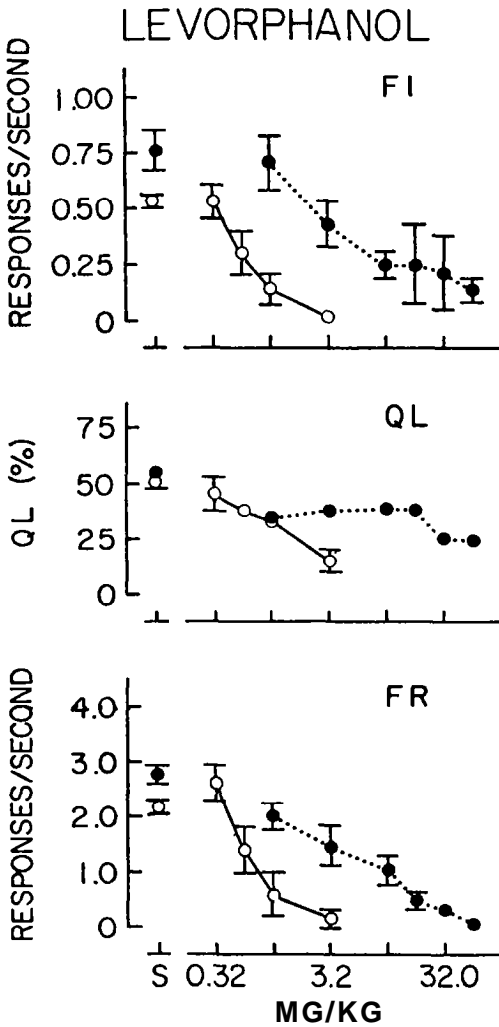 LEVORPHANOL
FI
RESPONSES/SECOND
1.00
0.75
0.50
0.25
0
QL
QL (%)
75
50
25
0
FR
RESPONSES/SECOND
4.0
3.0
2.0
1.0
0
S 0.32 3.2 32.0
MG/KG